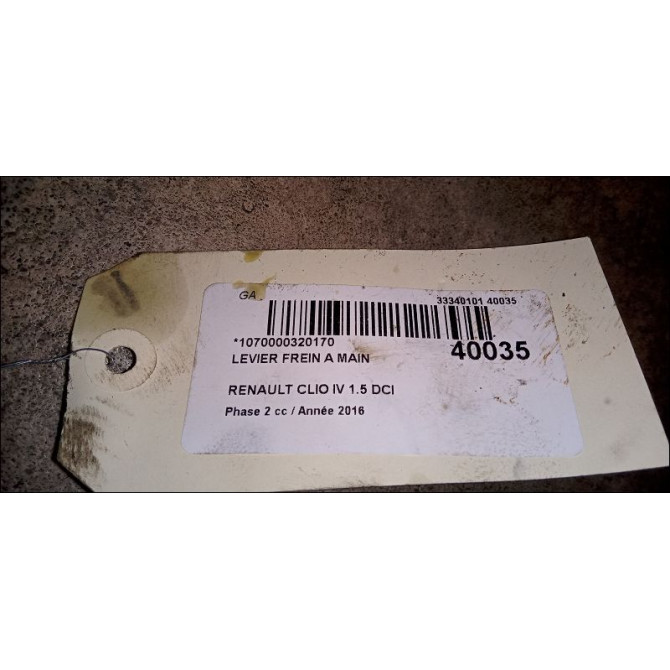 GA 33340101 40035
*1070000320170
LEVIER FREIN A MAIN 40035
RENAULT CLIO IV 1.5 DCI
Phase 2 cc / Année 2016